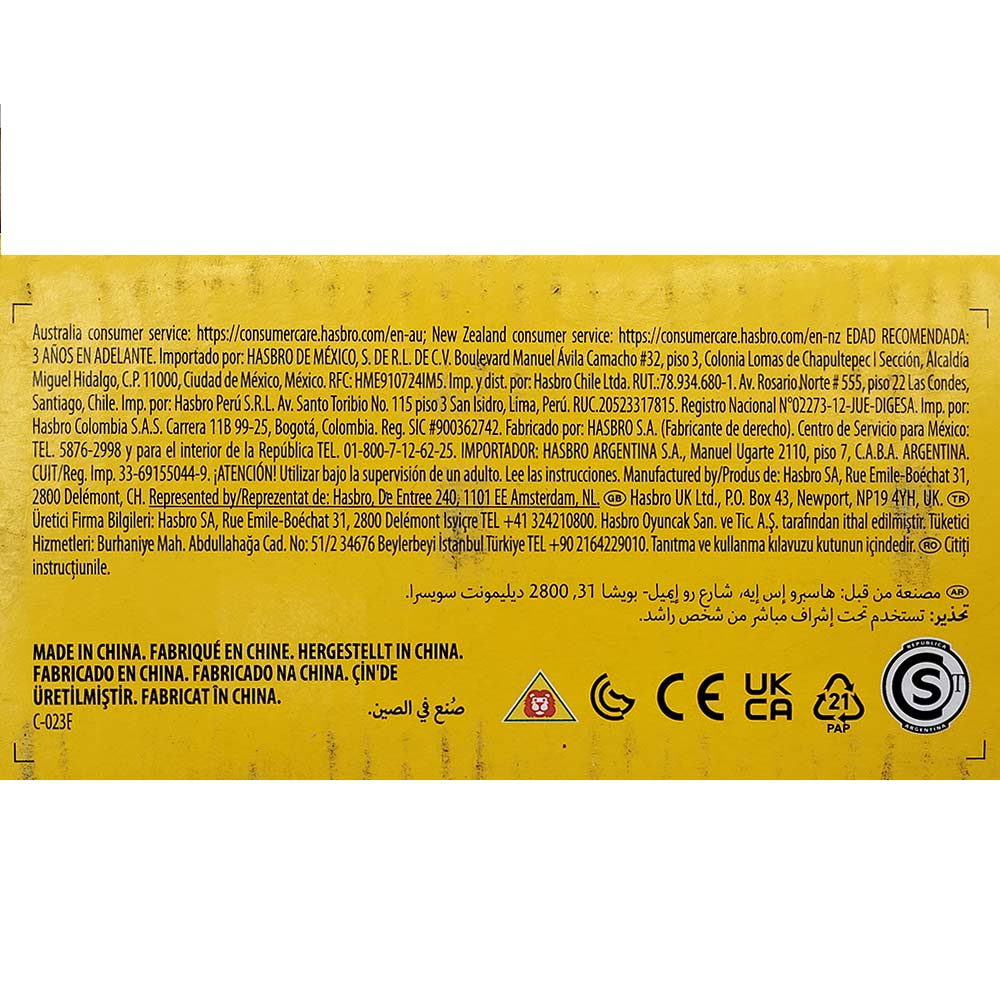 Australia consumer service: https://consumercare.hasbro.com/en-au; New Zealand consumer service: https://consumercare.hasbro.com/en-nz EDAD RECOMENDADA:
3 AÑOS EN ADELANTE. Importado por: HASBRO DE MÉXICO, S. DE R.L. DE C.V. Boulevard Manuel Ávila Camacho #32, piso 3, Colonia Lomas de Chapultepec I Sección, Alcaldía
Miguel Hidalgo, C.P. 11000, Ciudad de México, México. RFC: HME910724IM5. Imp. y dist. por: Hasbro Chile Ltda. RUT.:78.934.680-1. Av. Rosario Norte # 555, piso 22 Las Condes,
Santiago, Chile. Imp. por: Hasbro Perú S.R.L. Av. Santo Toribio No. 115 piso 3 San Isidro, Lima, Perú. RUC.20523317815. Registro Nacional N°02273-12-JUE-DIGESA. Imp. por:
Hasbro Colombia S.A.S. Carrera 11B 99-25, Bogotá, Colombia. Reg. SIC #900362742. Fabricado por: HASBRO S.A. (Fabricante de derecho). Centro de Servicio para México:
TEL. 5876-2998 y para el interior de la República TEL. 01-800-7-12-62-25. IMPORTADOR: HASBRO ARGENTINA S.A., Manuel Ugarte 2110, piso 7, C.A.B.A. ARGENTINA.
CUIT/Reg. Imp. 33-69155044-9. ¡ATENCIÓN! Utilizar bajo la supervisión de un adulto. Lee las instrucciones. Manufactured by/Produs de: Hasbro SA, Rue Emile-Boéchat 31,
2800 Delémont, CH. Represented by/Reprezentat de: Hasbro, De Entree 240, 1101 EE Amsterdam, NL. GB Hasbro UK Ltd., P.O. Box 43, Newport, NP19 4YH, UK. TR
Üretici Firma Bilgileri: Hasbro SA, Rue Emile-Boéchat 31, 2800 Delémont Isyiçre TEL +41 324210800. Hasbro Oyuncak San. ve Tic. A.Ş. tarafından ithal edilmiştir. Tüketici
Hizmetleri: Burhaniye Mah. Abdullahağa Cad. No: 51/2 34676 Beylerbeyi İstanbul Türkiye TEL +90 2164229010. Tanıtma ve kullanma kılavuzu kutunun içindedir. RO Citiți
instrucțiunile.
AR مصنعة من قبل: هاسبرو إس إيه، شارع رو إيميل- بويشا 31, 2800 ديليمونت سويسرا.
تحذير: تستخدم تحت إشراف مباشر من شخص راشد.
MADE IN CHINA. FABRIQUÉ EN CHINE. HERGESTELLT IN CHINA.
FABRICADO EN CHINA. FABRICADO NA CHINA. ÇİN'DE
ÜRETİLMİŞTİR. FABRICAT ÎN CHINA.
C-023E
صُنع في الصين.
CE
UK
CA
21
PAP
REPUBLICA
S T
ARGENTINA